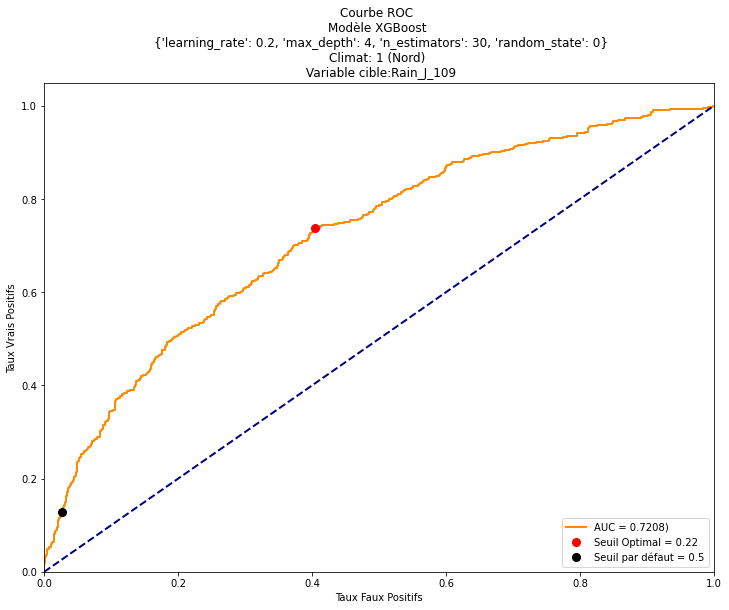 Courbe ROC
Modèle XGBoost
{'learning_rate': 0.2, 'max_depth': 4, 'n_estimators': 30, 'random_state': 0}
Climat: 1 (Nord)
Variable cible:Rain_J_109
Taux Vrais Positifs
1.0
0.8
0.6
0.4
0.2
0.0
0.0
0.2
0.4
0.6
0.8
1.0
Taux Faux Positifs
AUC = 0.7208)
Seuil Optimal = 0.22
Seuil par défaut = 0.5